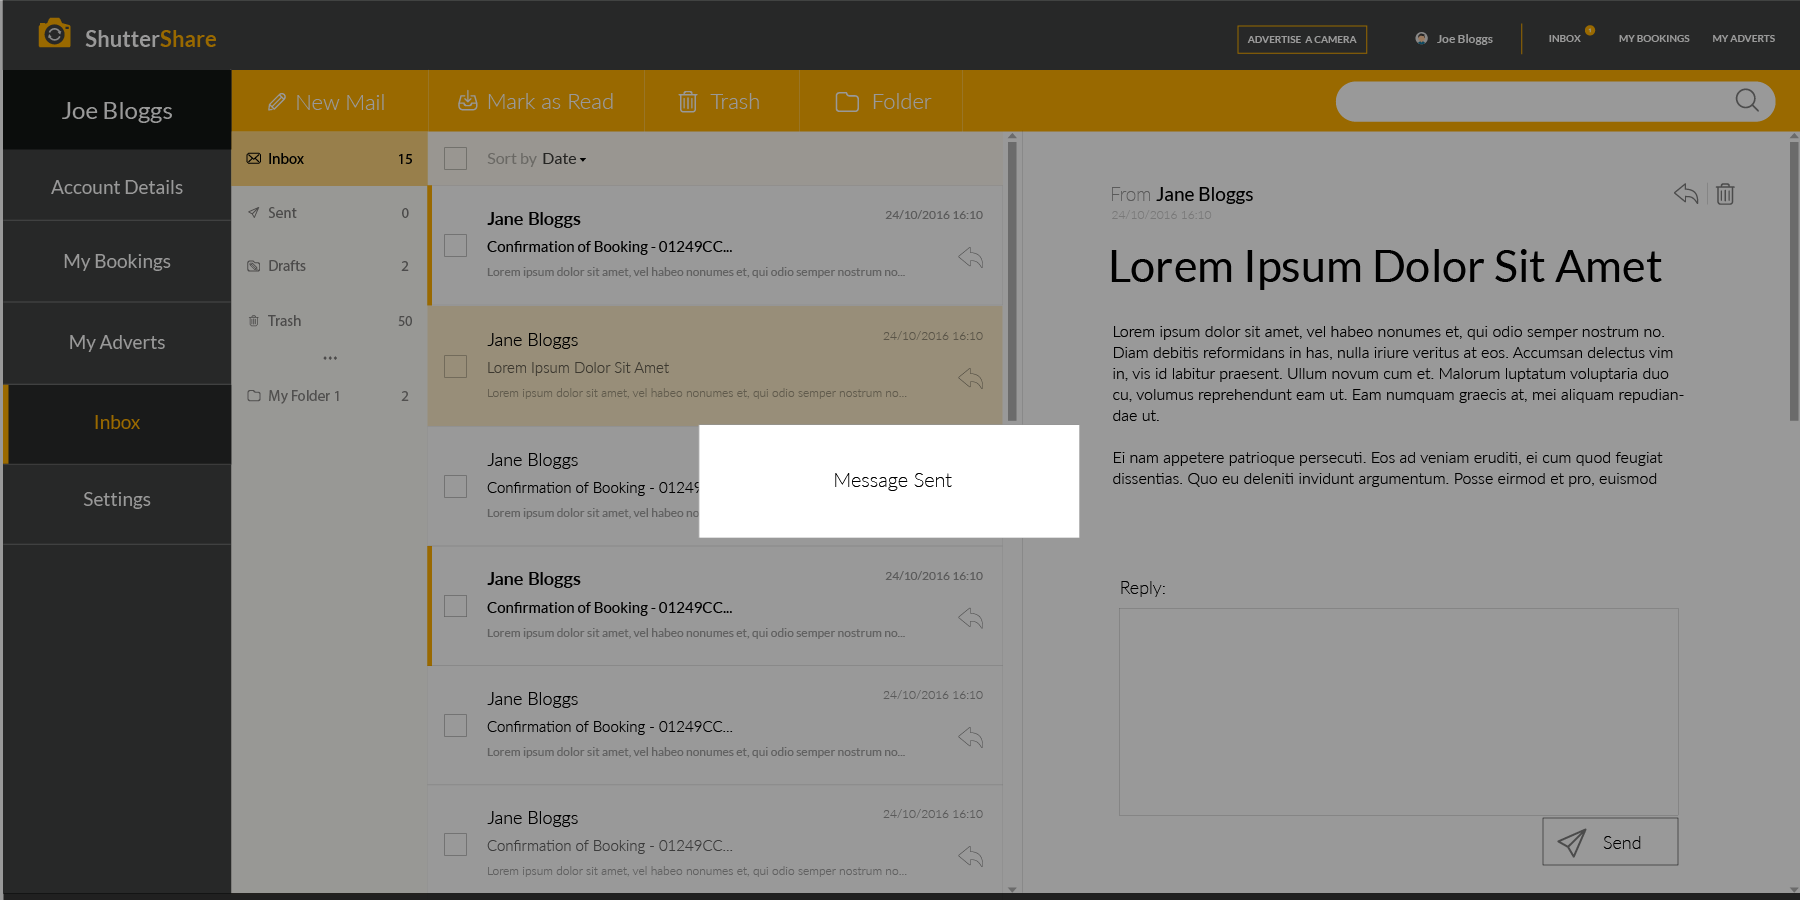 ShutterShare
ADVERTISE A CAMERA
Joe Bloggs
INBOX
MY BOOKINGS
MY ADVERTS
Joe Bloggs
Account Details
My Bookings
My Adverts
Inbox
Settings
New Mail
Mark as Read
Trash
Folder
Inbox 15
Sent 0
Drafts 2
Trash 50
...
My Folder 1 2
Sort by Date
Jane Bloggs 24/10/2016 16:10
Confirmation of Booking - 01249CC...
Lorem ipsum dolor sit amet, vel habeo nonumes et, qui odio semper nostrum no...
Jane Bloggs 24/10/2016 16:10
Lorem Ipsum Dolor Sit Amet
Lorem ipsum dolor sit amet, vel habeo nonumes et, qui odio semper nostrum no...
Jane Bloggs
Confirmation of Booking - 01249
Lorem ipsum dolor sit amet, vel habeo no
Jane Bloggs 24/10/2016 16:10
Confirmation of Booking - 01249CC...
Lorem ipsum dolor sit amet, vel habeo nonumes et, qui odio semper nostrum no...
Jane Bloggs 24/10/2016 16:10
Confirmation of Booking - 01249CC...
Lorem ipsum dolor sit amet, vel habeo nonumes et, qui odio semper nostrum no...
Jane Bloggs 24/10/2016 16:10
Confirmation of Booking - 01249CC...
Lorem ipsum dolor sit amet, vel habeo nonumes et, qui odio semper nostrum no...
Message Sent
From Jane Bloggs
24/10/2016 16:10
Lorem Ipsum Dolor Sit Amet
Lorem ipsum dolor sit amet, vel habeo nonumes et, qui odio semper nostrum no.
Diam debitis reformidans in has, nulla iriure veritus at eos. Accumsan delectus vim
in, vis id labitur praesent. Ullum novum cum et. Malorum luptatum voluptaria duo
cu, volumus reprehendunt eam ut. Eam numquam graecis at, mei aliquam repudian-
dae ut.
Ei nam appetere patrioque persecuti. Eos ad veniam eruditi, ei cum quod feugiat
dissentias. Quo eu deleniti invidunt argumentum. Posse eirmod et pro, euismod
Reply:
Send